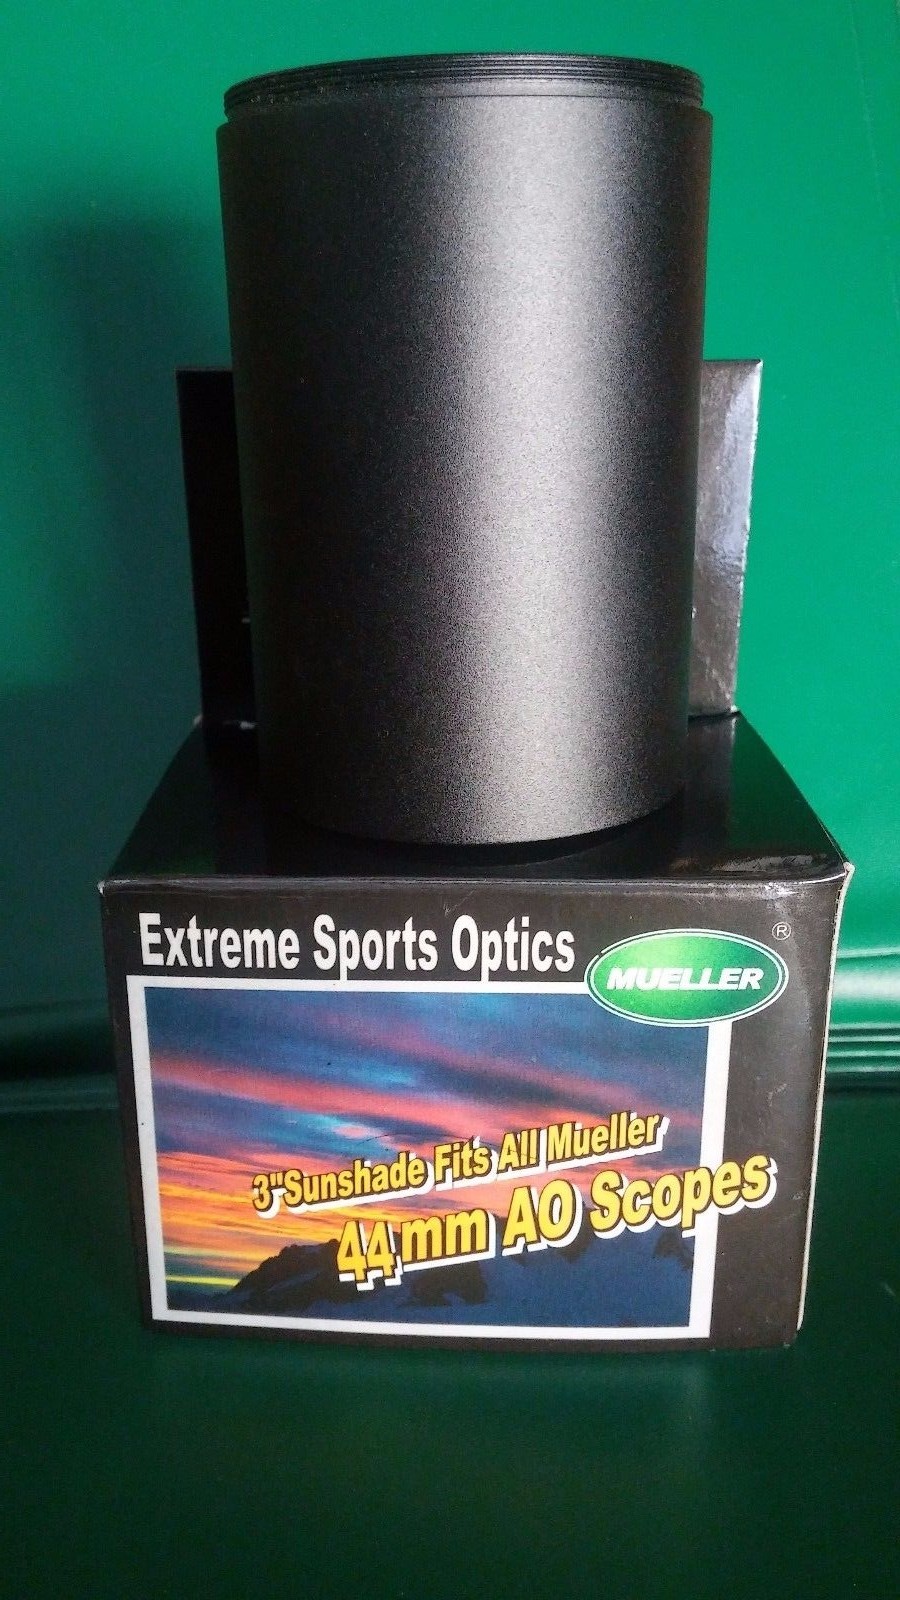 Extreme Sports Optics
MUELLER ®
3"Sunshade Fits All Mueller
44mm AO Scopes